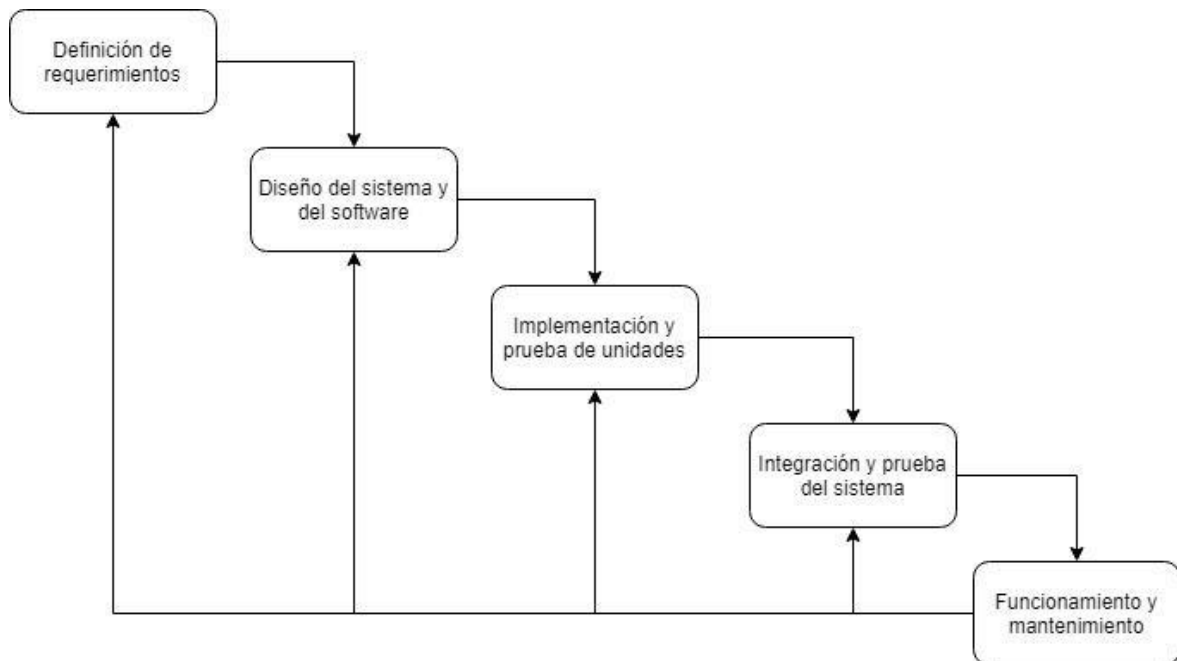 Definición de
requerimientos
Diseño del sistema y
del software
Implementación y
prueba de unidades
Integración y prueba
del sistema
Funcionamiento y
mantenimiento